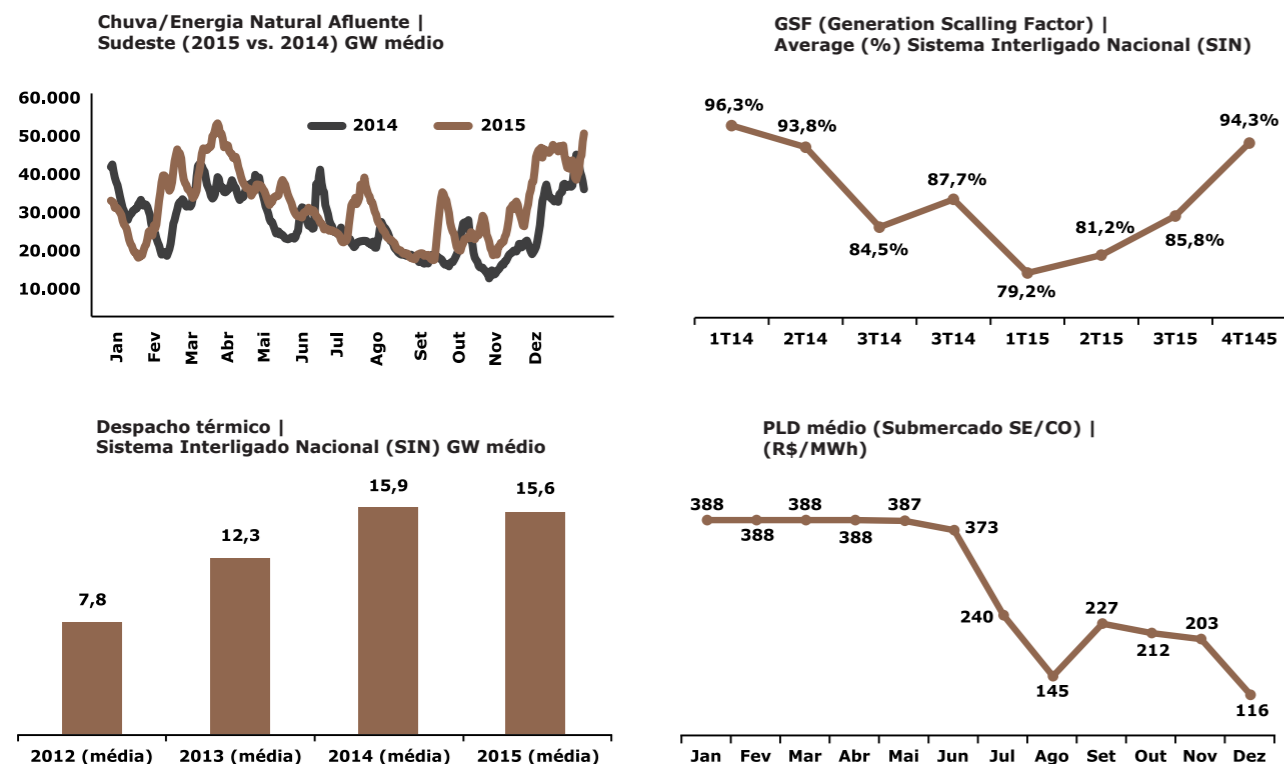 Chuva/Energia Natural Afluente |
Sudeste (2015 vs. 2014) GW médio
60.000
50.000
40.000
30.000
20.000
10.000
2014
2015
Jan
Fev
Mar
Abr
Mai
Jun
Jul
Ago
Set
Out
Nov
Dez
GSF (Generation Scalling Factor) |
Average (%) Sistema Interligado Nacional (SIN)
96,3%
93,8%
84,5%
87,7%
79,2%
81,2%
85,8%
94,3%
1T14
2T14
3T14
3T14
1T15
2T15
3T15
4T145
Despacho térmico |
Sistema Interligado Nacional (SIN) GW médio
7,8
12,3
15,9
15,6
2012 (média)
2013 (média)
2014 (média)
2015 (média)
PLD médio (Submercado SE/CO) |
(R$/MWh)
388
388
388
388
387
373
240
145
227
212
203
116
Jan
Fev
Mar
Abr
Mai
Jun
Jul
Ago
Set
Out
Nov
Dez